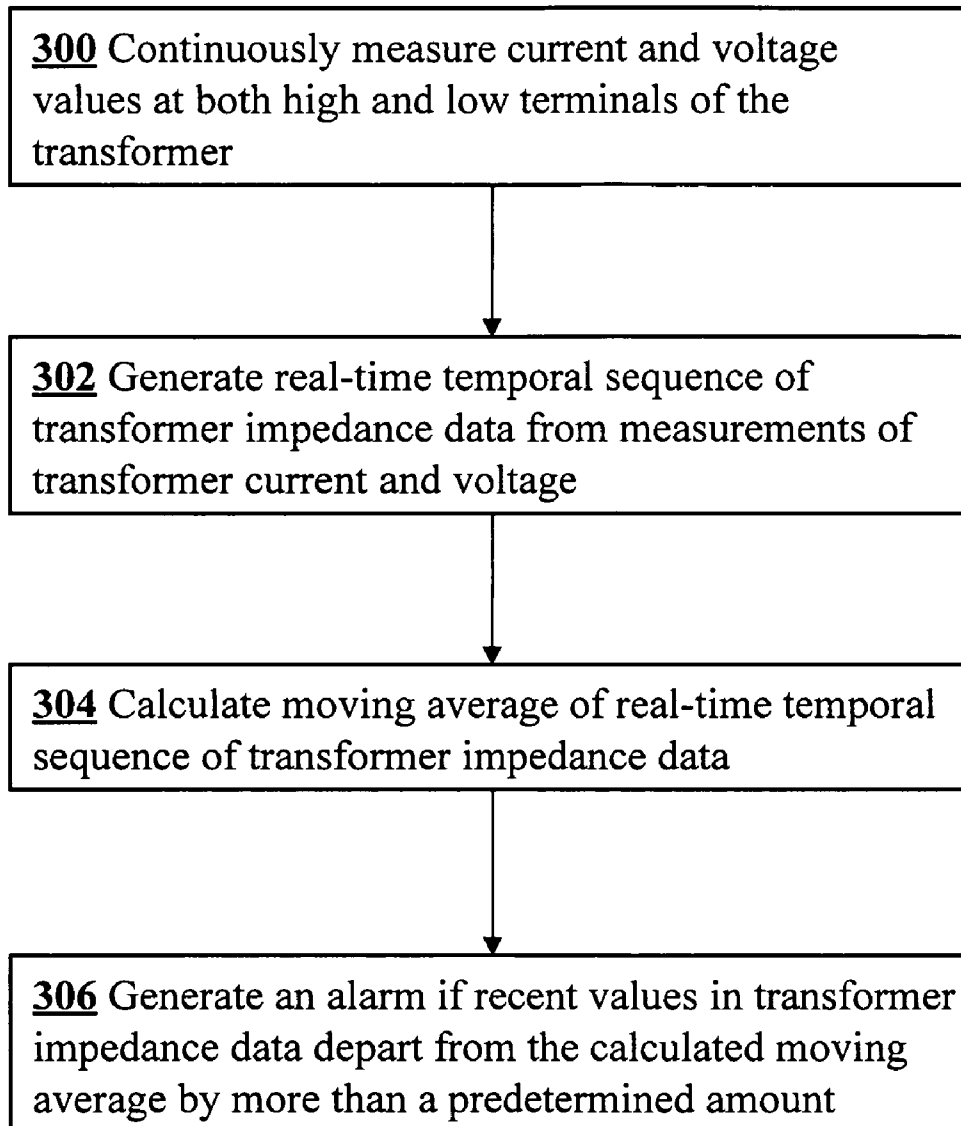 300 Continuously measure current and voltage
values at both high and low terminals of the
transformer
302 Generate real-time temporal sequence of
transformer impedance data from measurements of
transformer current and voltage
304 Calculate moving average of real-time temporal
sequence of transformer impedance data
306 Generate an alarm if recent values in transformer
impedance data depart from the calculated moving
average by more than a predetermined amount